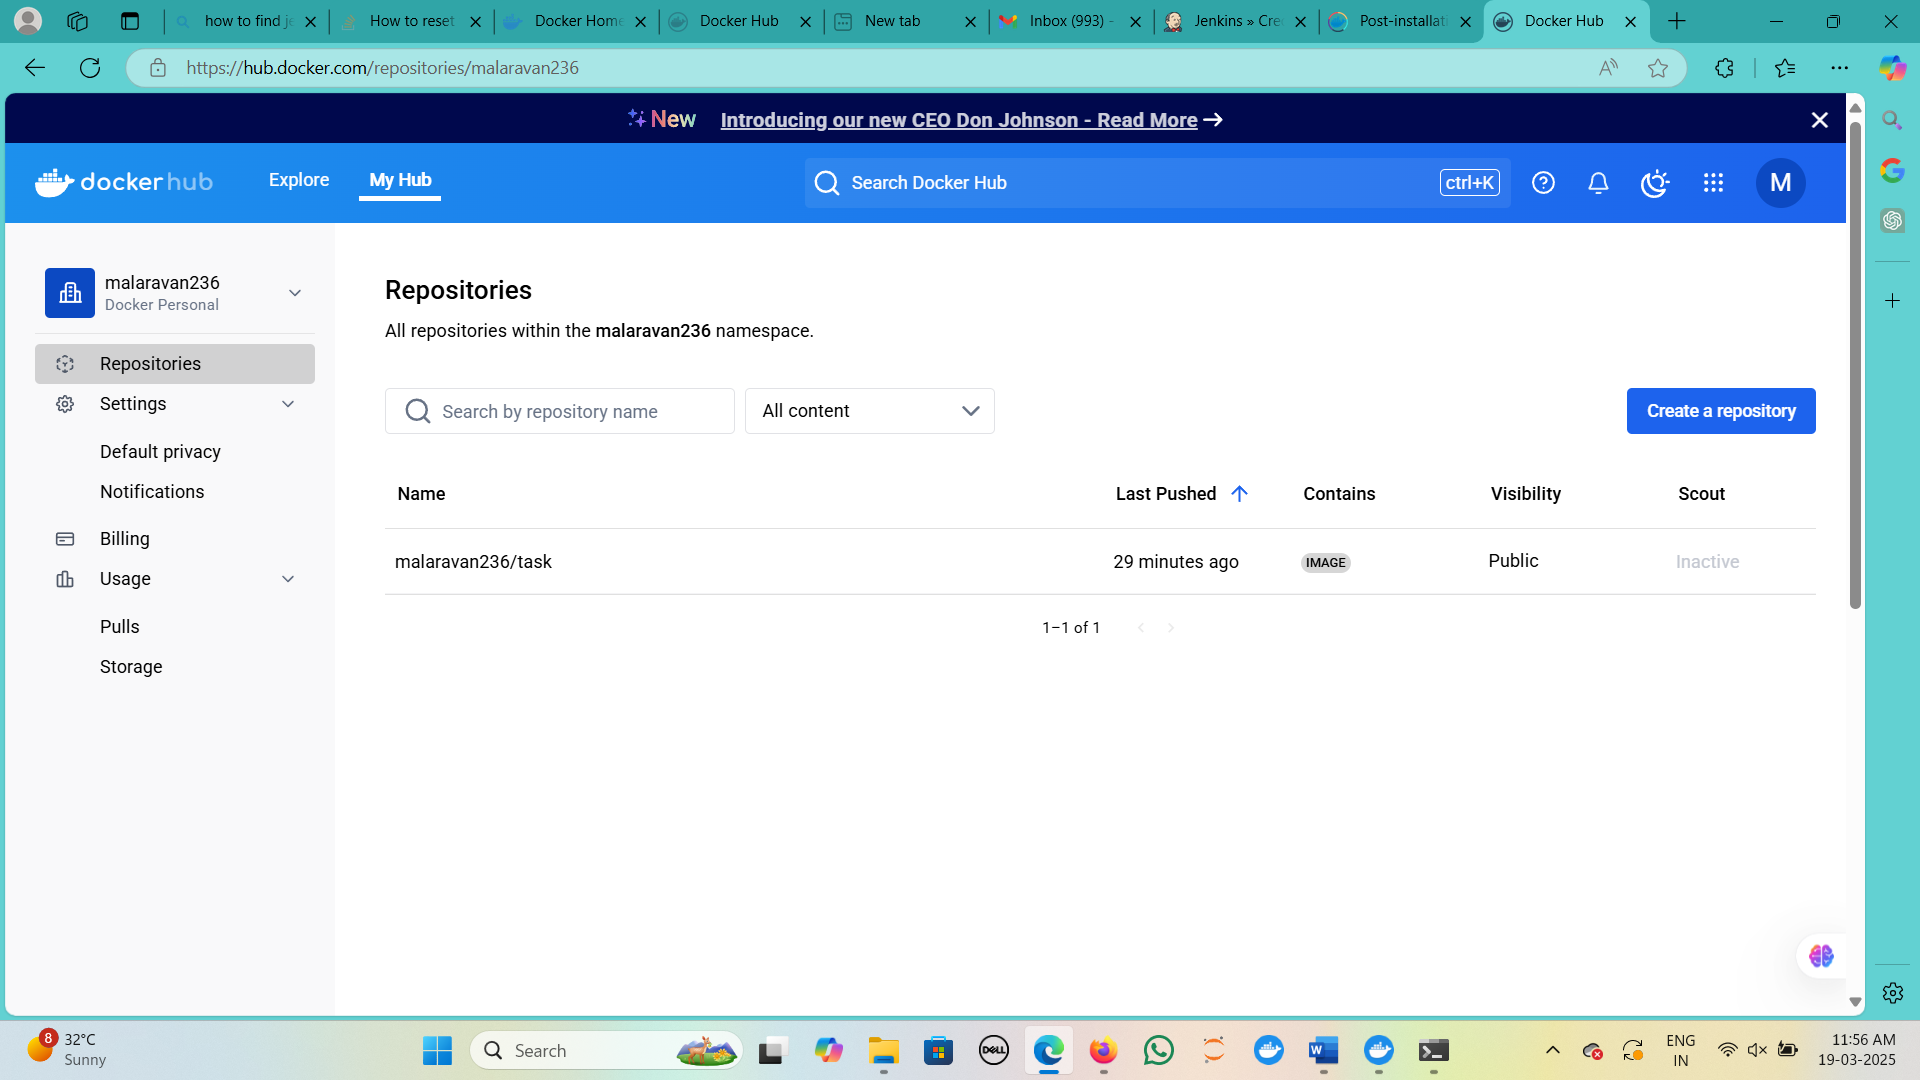 how to find je
How to reset
Docker Home
Docker Hub
New tab
Inbox (993) -
Jenkins » Cre
Post-installati
Docker Hub
https://hub.docker.com/repositories/malaravan236
New
Introducing our new CEO Don Johnson - Read More →
docker hub
Explore
My Hub
Search Docker Hub
ctrl+K
M
malaravan236
Docker Personal
Repositories
Settings
Default privacy
Notifications
Billing
Usage
Pulls
Storage
Repositories
All repositories within the malaravan236 namespace.
Search by repository name
All content
Create a repository
Name
Last Pushed
Contains
Visibility
Scout
malaravan236/task
29 minutes ago
IMAGE
Public
Inactive
1–1 of 1
8
32°C
Sunny
Search
DELL
ENG
IN
11:56 AM
19-03-2025